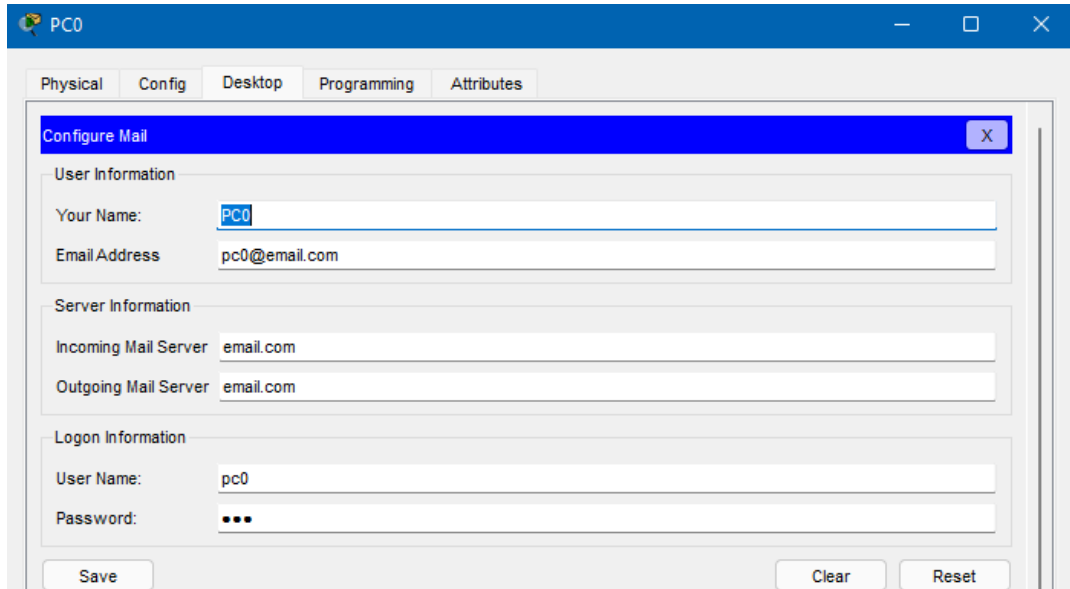 PC0
Physical Config Desktop Programming Attributes
Configure Mail X
User Information
Your Name: PC0
Email Address pc0@email.com
Server Information
Incoming Mail Server email.com
Outgoing Mail Server email.com
Logon Information
User Name: pc0
Password: •••
Save Clear Reset